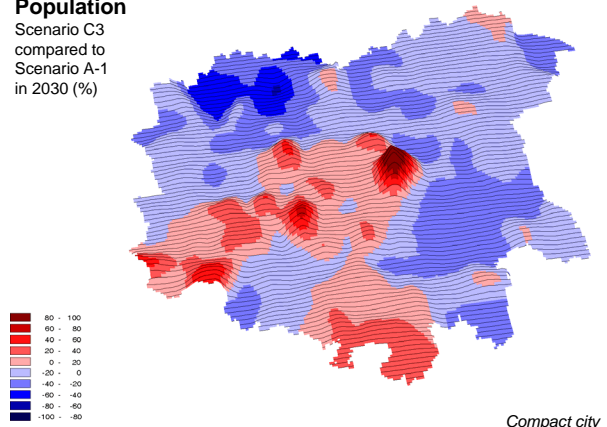 Population
Scenario C3
compared to
Scenario A-1
in 2030 (%)
80 - 100
60 - 80
40 - 60
20 - 40
0 - 20
-20 - 0
-40 - -20
-60 - -40
-80 - -60
-100 - -80
Compact city